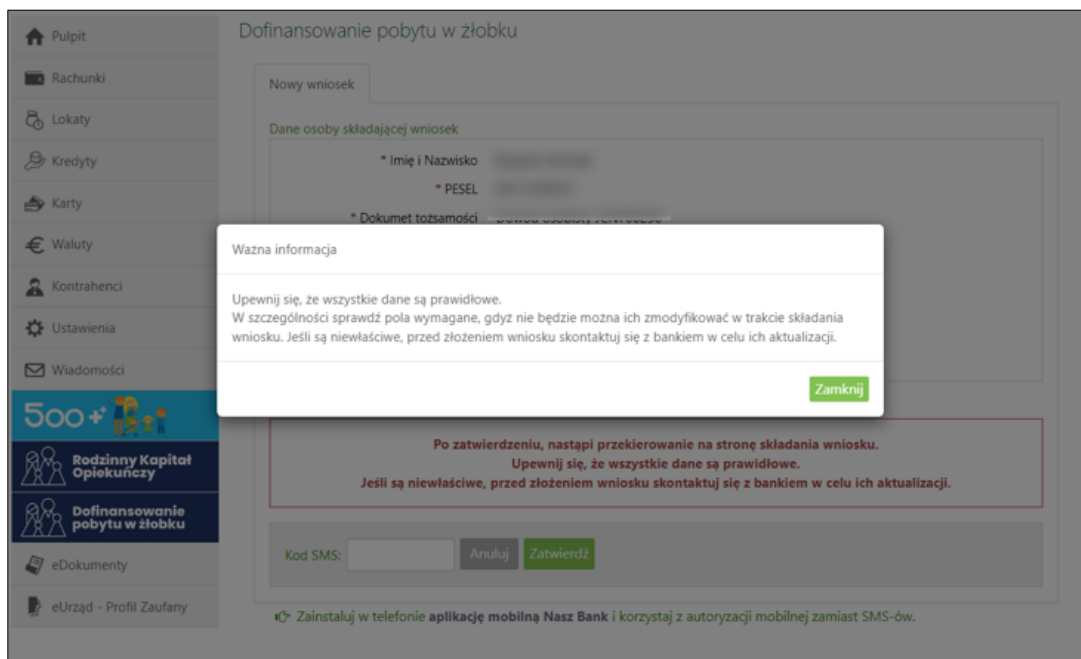 Pulpit
Rachunki
Lokaty
Kredyty
Karty
Waluty
Kontrahenci
Ustawienia
Wiadomości
500+
Rodzinny Kapitał
Opiekuńczy
Dofinansowanie
pobytu w żłobku
eDokumenty
eUrząd - Profil Zaufany
Dofinansowanie pobytu w żłobku
Nowy wniosek
Dane osoby składającej wniosek
* Imię i Nazwisko
* PESEL
* Dokumet tożsamości
Ważna informacja
Upewnij się, że wszystkie dane są prawidłowe.
W szczególności sprawdź pola wymagane, gdyż nie będzie można ich zmodyfikować w trakcie składania
wniosku. Jeśli są niewłaściwe, przed złożeniem wniosku skontaktuj się z bankiem w celu ich aktualizacji.
Zamknij
Po zatwierdzeniu, nastąpi przekierowanie na stronę składania wniosku.
Upewnij się, że wszystkie dane są prawidłowe.
Jeśli są niewłaściwe, przed złożeniem wniosku skontaktuj się z bankiem w celu ich aktualizacji.
Kod SMS: Anuluj Zatwierdź
Zainstaluj w telefonie aplikację mobilną Nasz Bank i korzystaj z autoryzacji mobilnej zamiast SMS-ów.